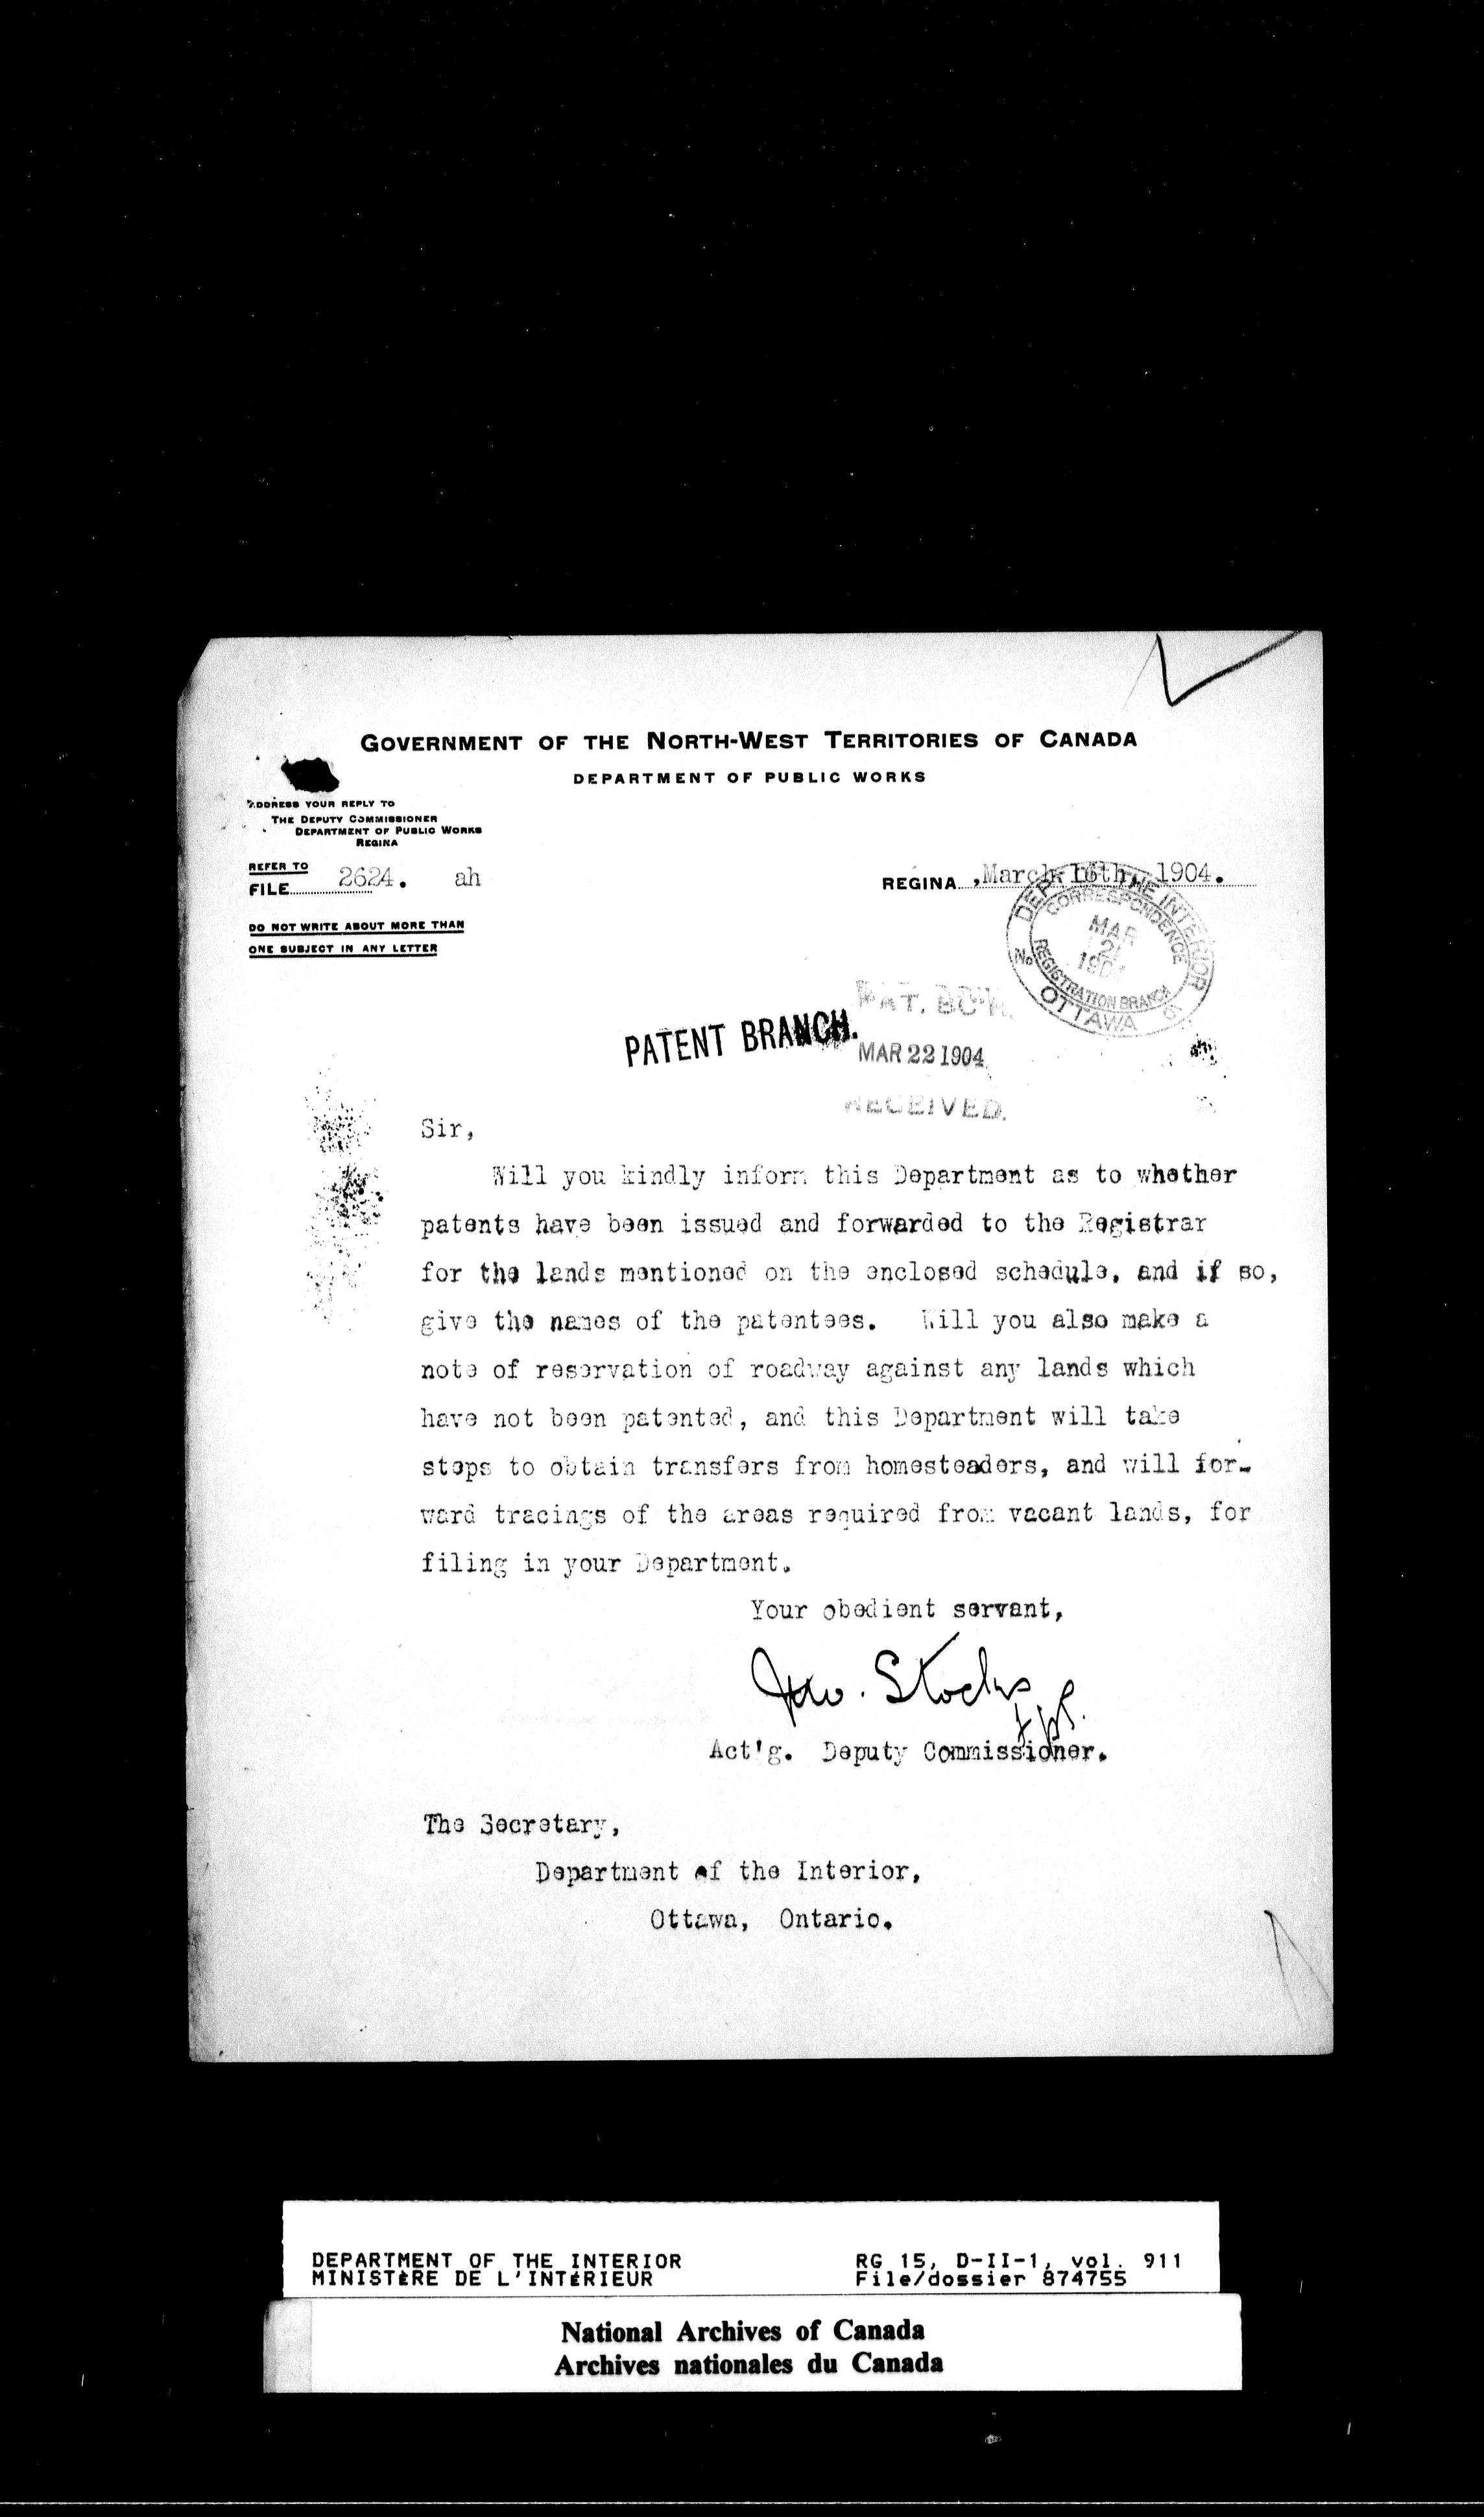 GOVERNMENT OF THE NORTH-WEST TERRITORIES OF CANADA
DEPARTMENT OF PUBLIC WORKS
ADDRESS YOUR REPLY TO
THE DEPUTY COMMISSIONER
DEPARTMENT OF PUBLIC WORKS
REGINA
REFER TO
FILE 2624. ah
REGINA, March 16th, 1904.
DO NOT WRITE ABOUT MORE THAN
ONE SUBJECT IN ANY LETTER
DEPT. OF THE INTERIOR
CORRESPONDENCE
MAR
21
No
REGISTRATION BRANCH
OTTAWA
PATENT BRANCH.
MAR 22 1904
RECEIVED.
Sir,
Will you kindly inform this Department as to whether
patents have been issued and forwarded to the Registrar
for the lands mentioned on the enclosed schedule, and if so,
give the names of the patentees. Will you also make a
note of reservation of roadway against any lands which
have not been patented, and this Department will take
steps to obtain transfers from homesteaders, and will for-
ward tracings of the areas required from vacant lands, for
filing in your Department.
Your obedient servant,
Jno. Stocks
Act'g. Deputy Commissioner.
The Secretary,
Department of the Interior,
Ottawa, Ontario.
DEPARTMENT OF THE INTERIOR
MINISTÈRE DE L'INTÉRIEUR
RG 15, D-II-1, vol. 911
File/dossier 874755
National Archives of Canada
Archives nationales du Canada